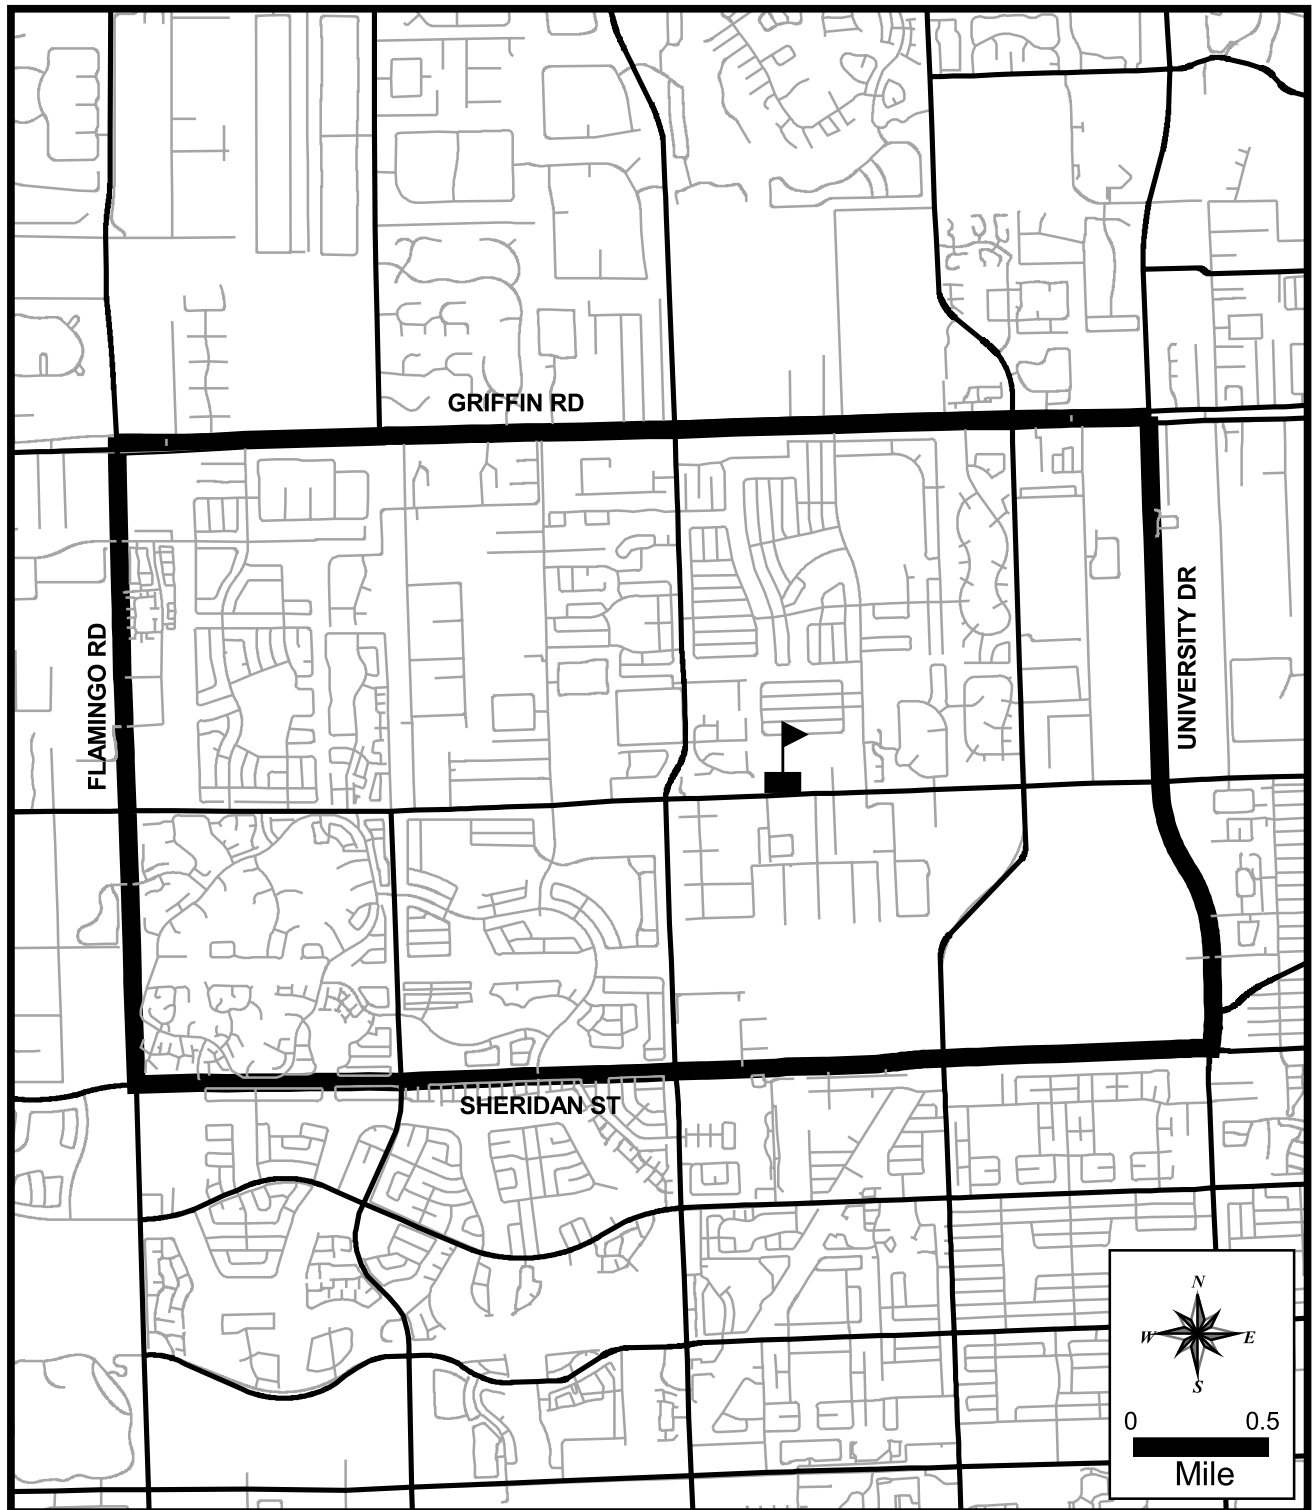 GRIFFIN RD
FLAMINGO RD
UNIVERSITY DR
SHERIDAN ST
N
W E
S
0 0.5
Mile